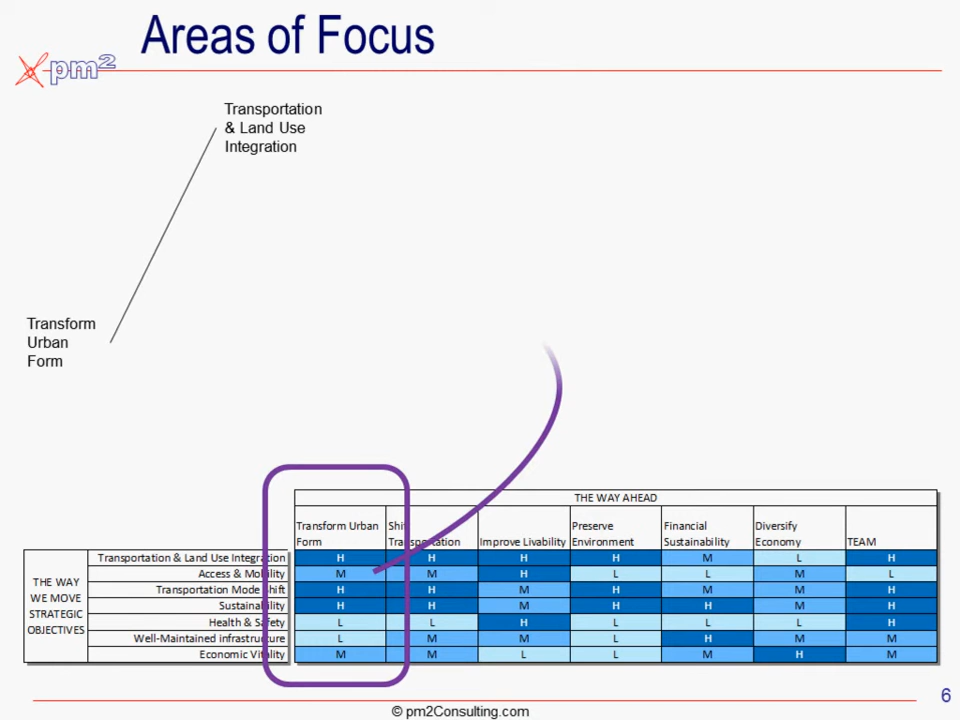 Areas of Focus
pm2
Transportation
& Land Use
Integration
Transform
Urban
Form
THE WAY AHEAD
Transform Urban Form
Shift Transportation
Improve Livability
Preserve Environment
Financial Sustainability
Diversify Economy
TEAM
THE WAY WE MOVE STRATEGIC OBJECTIVES
Transportation & Land Use Integration H H H H M L H
Access & Mobility M M H L L M L
Transportation Mode Shift H H M H M M H
Sustainability H H M H H M H
Health & Safety L L H L L L H
Well-Maintained infrastructure L M M L H M M
Economic Vitality M M L L M H M
6
© pm2Consulting.com